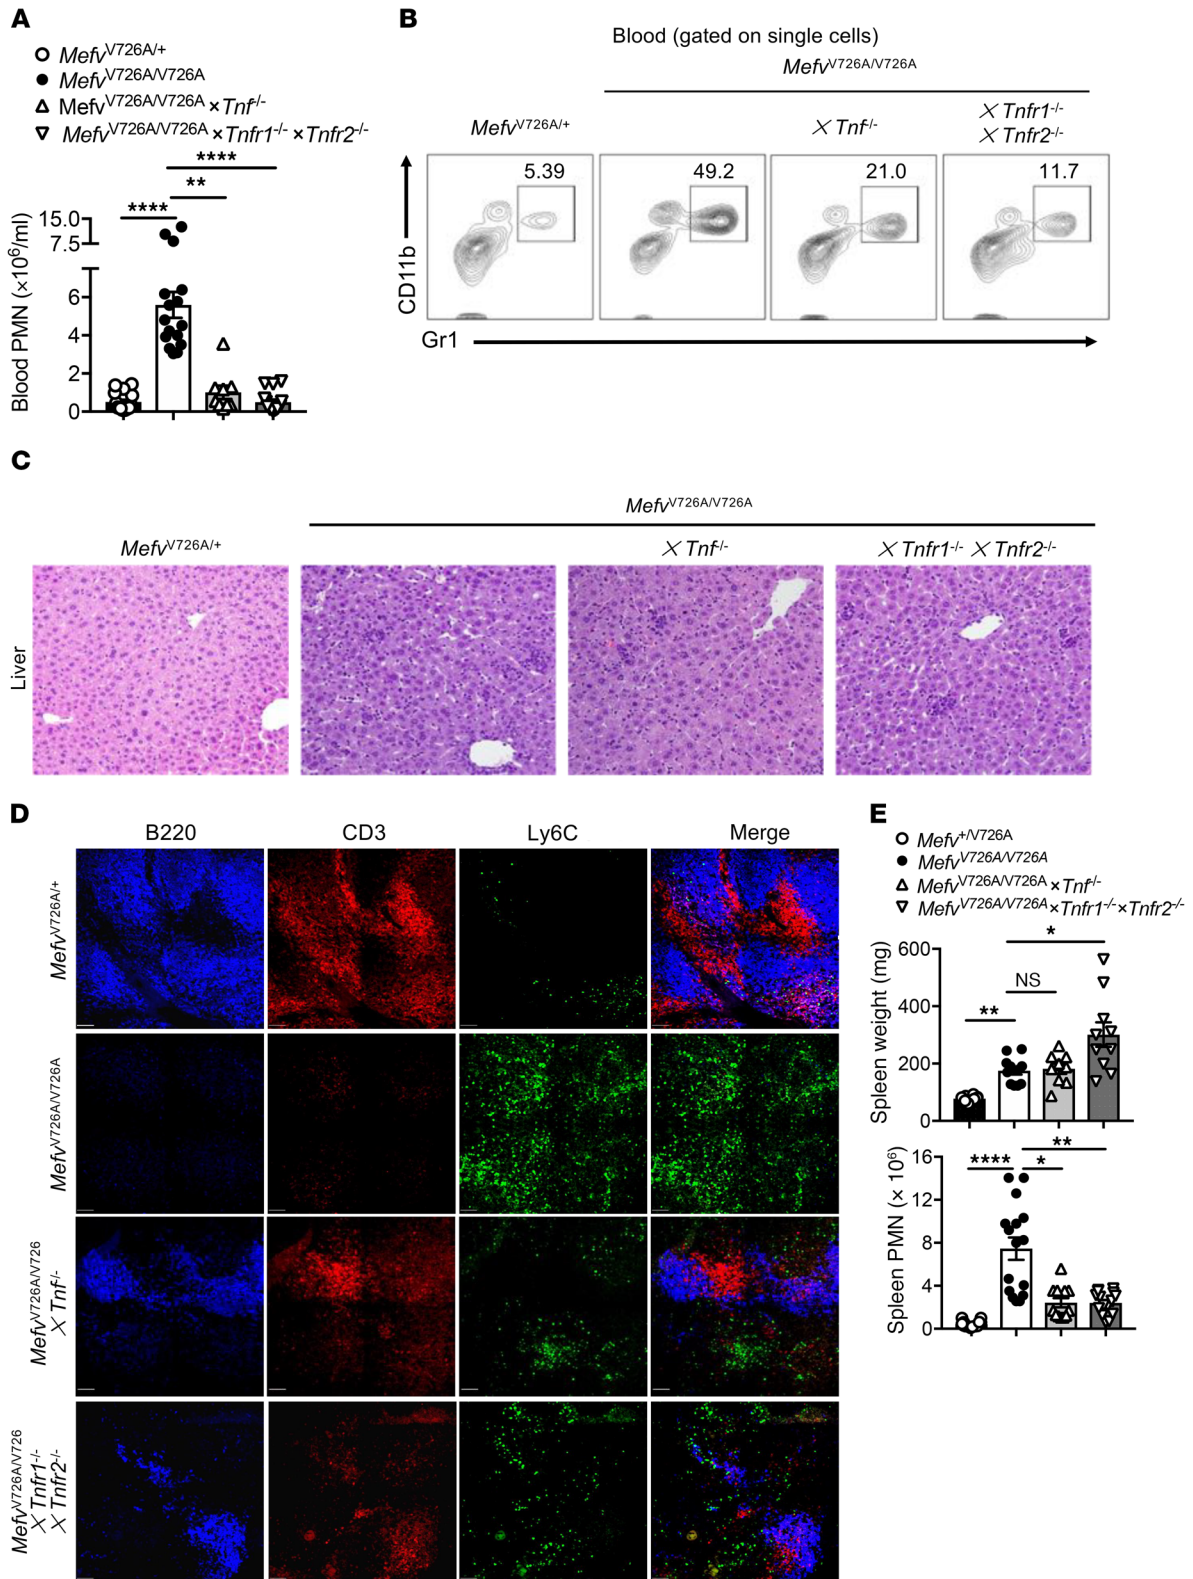 A
Mefv^V726A/+
Mefv^V726A/V726A
Mefv^V726A/V726A × Tnf^-/-
Mefv^V726A/V726A × Tnfr1^-/- × Tnfr2^-/-
****
**
****
15.0
7.5
6
4
2
0
Blood PMN (×10^6/ml)
B
Blood (gated on single cells)
Mefv^V726A/V726A
Mefv^V726A/+
× Tnf^-/-
× Tnfr1^-/-
× Tnfr2^-/-
5.39
49.2
21.0
11.7
CD11b
Gr1
C
Mefv^V726A/V726A
Mefv^V726A/+
× Tnf^-/-
× Tnfr1^-/- × Tnfr2^-/-
Liver
D
B220
CD3
Ly6C
Merge
Mefv^V726A/+
Mefv^V726A/V726A
Mefv^V726A/V726
× Tnf^-/-
Mefv^V726A/V726
× Tnfr1^-/-
× Tnfr2^-/-
E
Mefv^+/V726A
Mefv^V726A/V726A
Mefv^V726A/V726A × Tnf^-/-
Mefv^V726A/V726A × Tnfr1^-/- × Tnfr2^-/-
*
NS
**
600
400
200
0
Spleen weight (mg)
**
****
*
16
12
8
4
0
Spleen PMN (× 10^6)